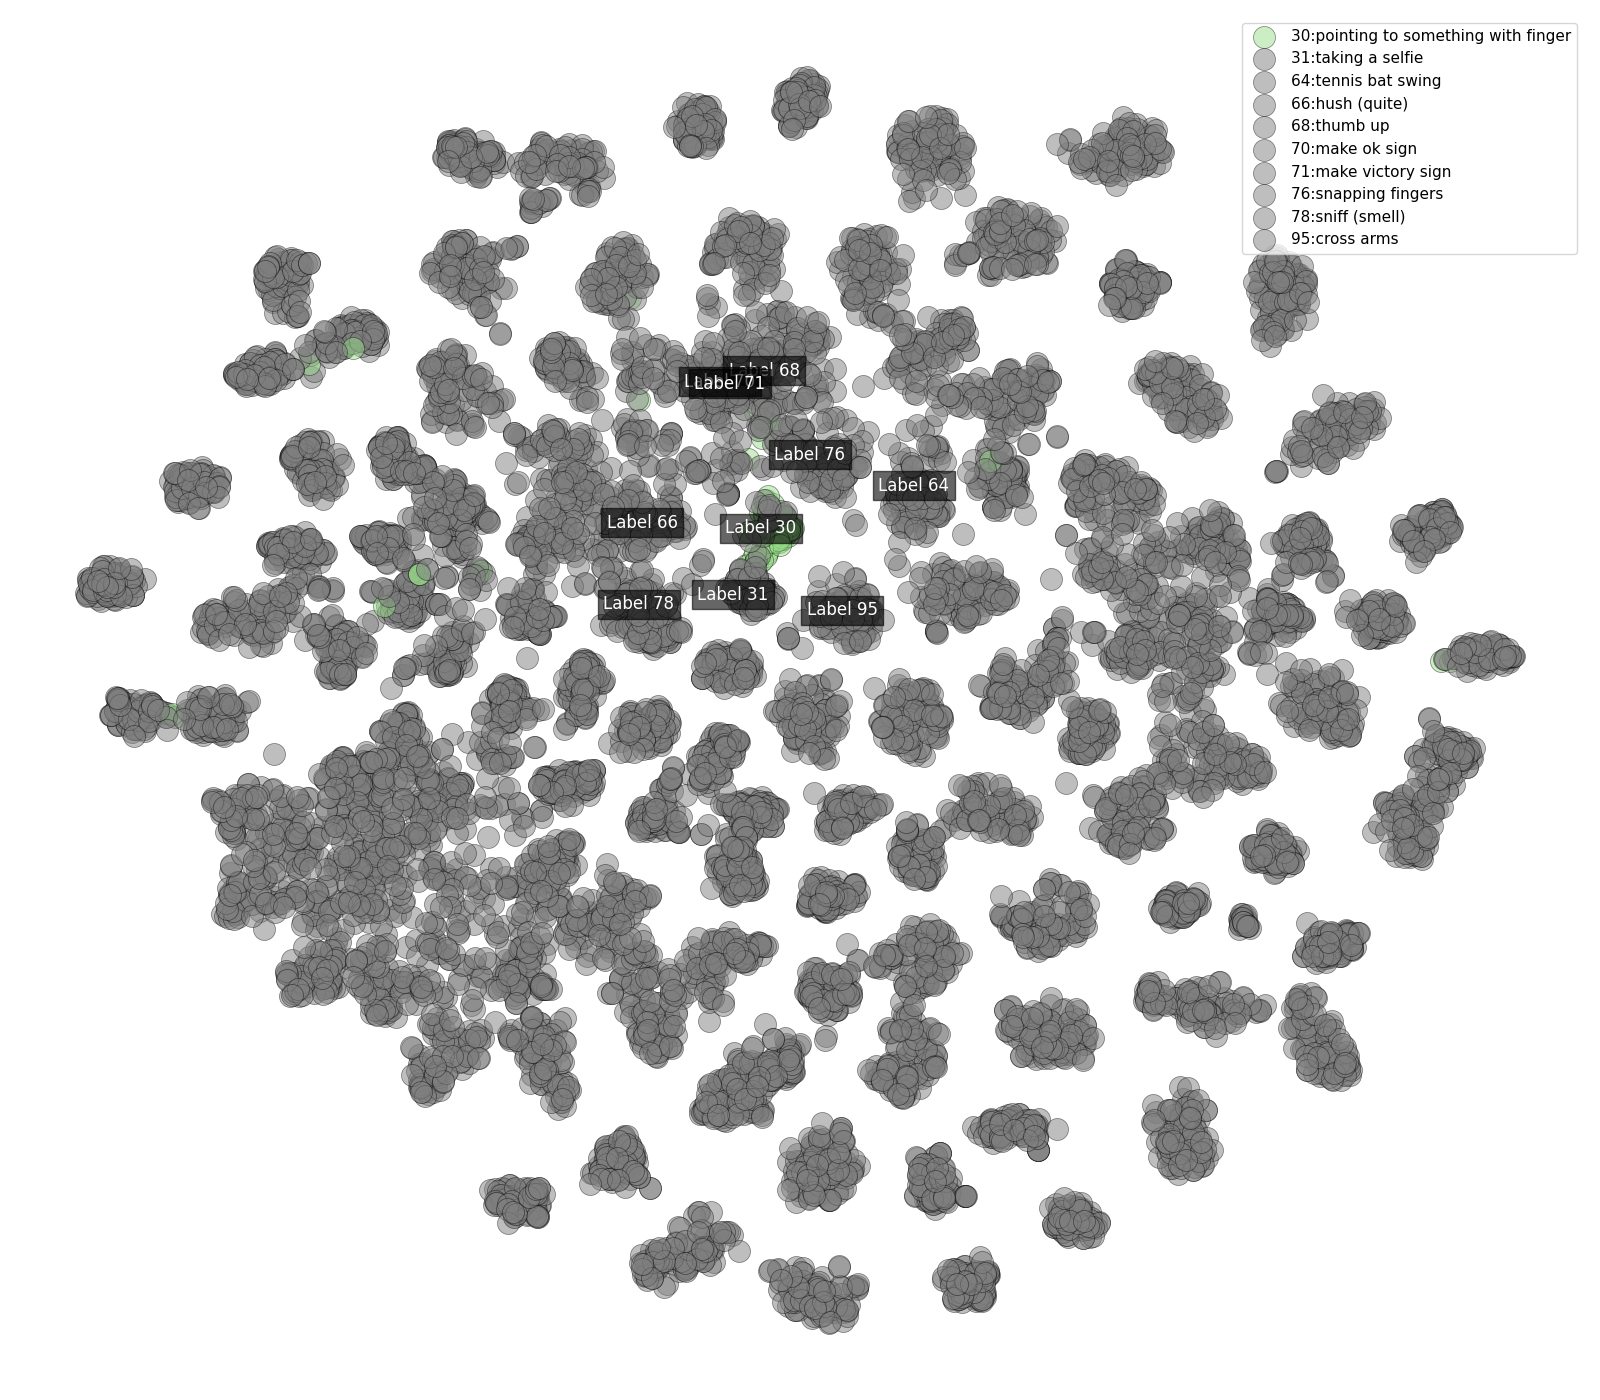 30:pointing to something with finger
31:taking a selfie
64:tennis bat swing
66:hush (quite)
68:thumb up
70:make ok sign
71:make victory sign
76:snapping fingers
78:sniff (smell)
95:cross arms
Label 68
Label 71
Label 76
Label 64
Label 66
Label 30
Label 31
Label 78
Label 95